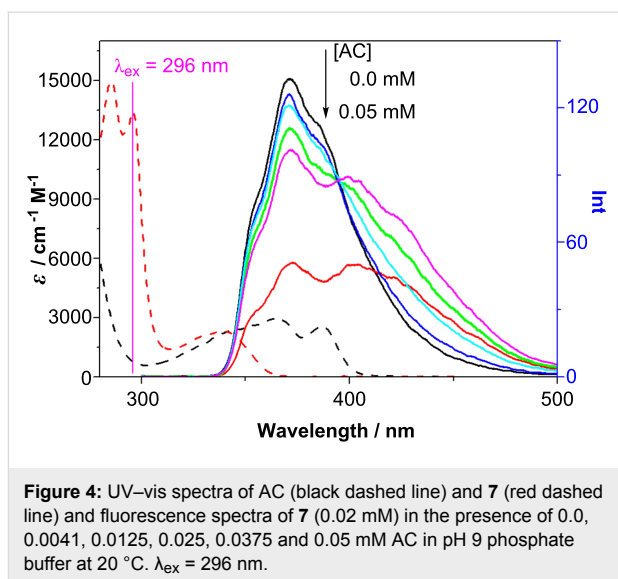 λex = 296 nm
[AC]
0.0 mM
0.05 mM
15000
12000
9000
6000
3000
0
ε / cm-1 M-1
120
60
0
Int
300
400
500
Wavelength / nm
Figure 4: UV–vis spectra of AC (black dashed line) and 7 (red dashed
line) and fluorescence spectra of 7 (0.02 mM) in the presence of 0.0,
0.0041, 0.0125, 0.025, 0.0375 and 0.05 mM AC in pH 9 phosphate
buffer at 20 °C. λex = 296 nm.